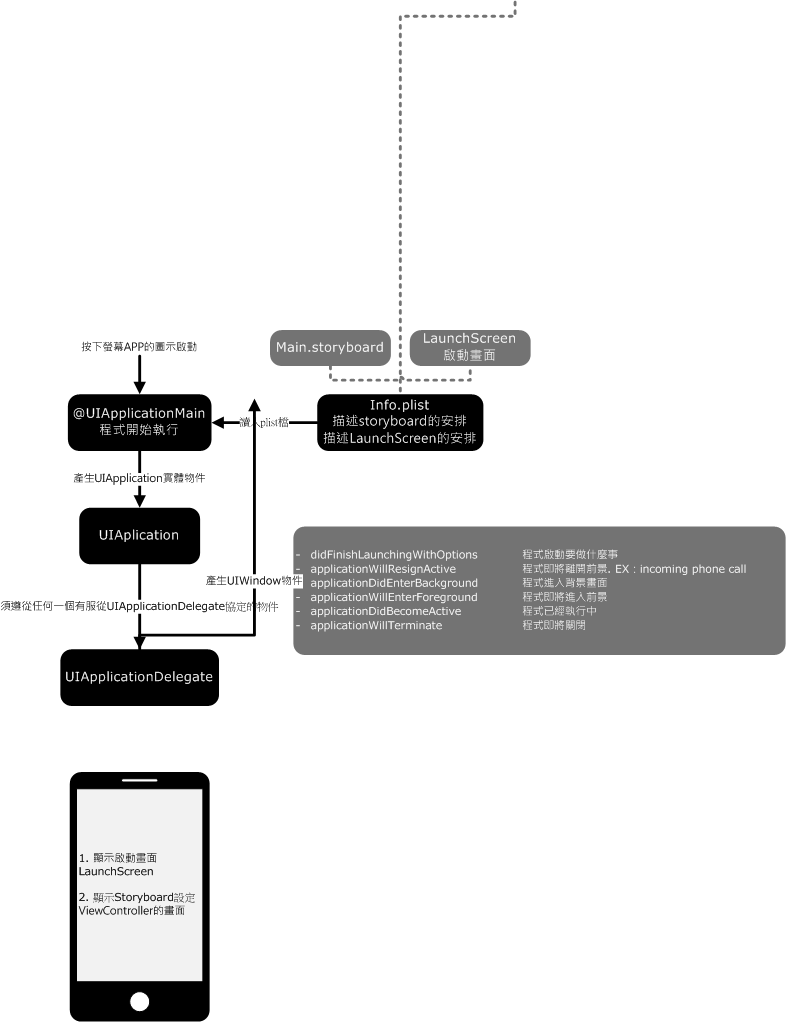 Main.storyboard
LaunchScreen
啟動畫面
按下螢幕APP的圖示啟動
@UIApplicationMain
程式開始執行
讀入plist檔
Info.plist
描述storyboard的安排
描述LaunchScreen的安排
產生UIApplication實體物件
UIAplication
產生UIWindow物件
須遵從任何一個有服從UIApplicationDelegate協定的物件
- didFinishLaunchingWithOptions 程式啟動要做什麼事
- applicationWillResignActive 程式即將離開前景. EX : incoming phone call
- applicationDidEnterBackground 程式進入背景畫面
- applicationWillEnterForeground 程式即將進入前景
- applicationDidBecomeActive 程式已經執行中
- applicationWillTerminate 程式即將關閉
UIApplicationDelegate
1. 顯示啟動畫面
LaunchScreen
2. 顯示Storyboard設定
ViewController的畫面